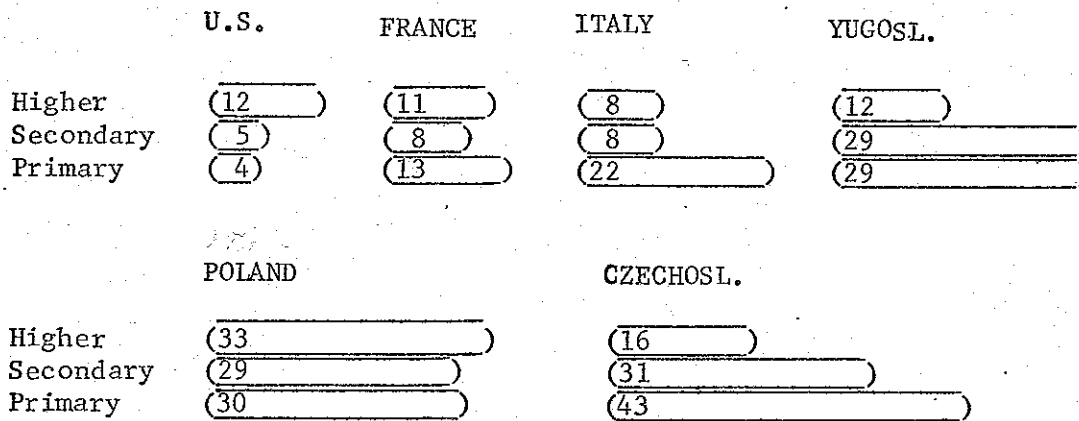 U.S. FRANCE ITALY YUGOSL.
Higher (12) (11) (8) (12)
Secondary (5) (8) (8) (29
Primary (4) (13) (22) (29
POLAND CZECHOSL.
Higher (33) (16)
Secondary (29) (31)
Primary (30) (43)